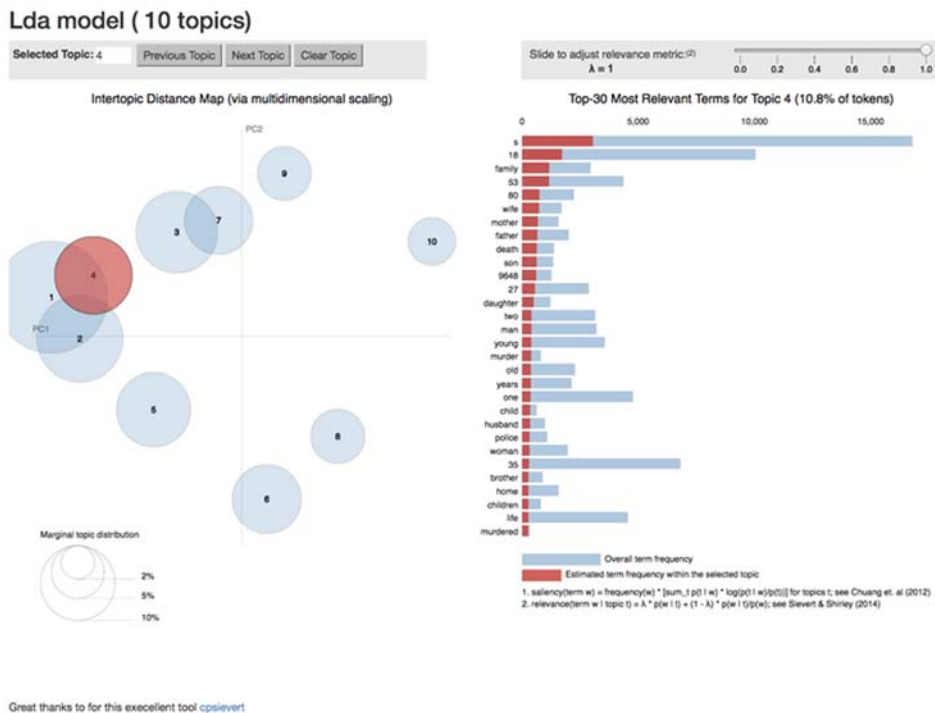 Lda model ( 10 topics)
Selected Topic: 4 Previous Topic Next Topic Clear Topic
Slide to adjust relevance metric:(2)
λ = 1
0.0 0.2 0.4 0.6 0.8 1.0
Intertopic Distance Map (via multidimensional scaling)
PC2
PC1
9
7
3
10
4
1
2
5
8
6
Marginal topic distribution
2%
5%
10%
Top-30 Most Relevant Terms for Topic 4 (10.8% of tokens)
0 5,000 10,000 15,000
s
18
family
53
80
wife
mother
father
death
son
9648
27
daughter
two
man
young
murder
old
years
one
child
husband
police
woman
35
brother
home
children
life
murdered
Overall term frequency
Estimated term frequency within the selected topic
1. saliency(term w) = frequency(w) * [sum_t p(t | w) * log(p(t | w)/p(t))] for topics t; see Chuang et. al (2012)
2. relevance(term w | topic t) = λ * p(w | t) + (1 - λ) * p(w | t)/p(w); see Sievert & Shirley (2014)
Great thanks to for this execellent tool cpsievert